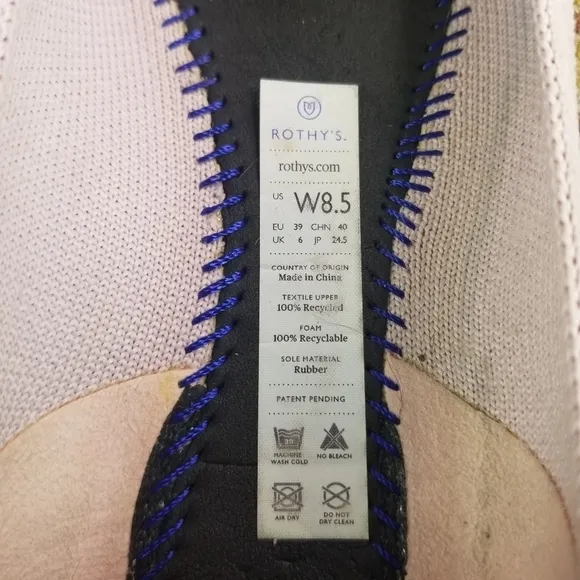 ROTHY'S™
rothys.com
US W8.5
EU 39 CHN 40
UK 6 JP 24.5
COUNTRY OF ORIGIN
Made in China
TEXTILE UPPER
100% Recycled
FOAM
100% Recyclable
SOLE MATERIAL
Rubber
PATENT PENDING
30
MACHINE WASH COLD
NO BLEACH
AIR DRY
DO NOT DRY CLEAN